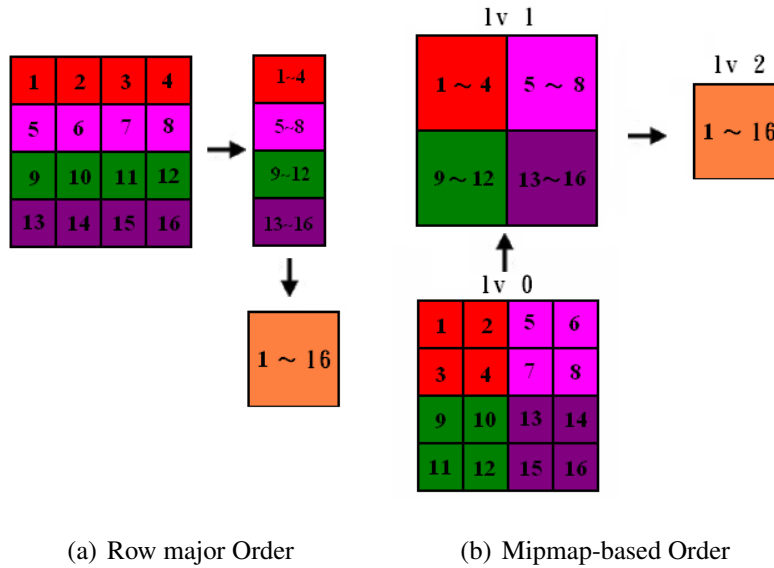 1 2 3 4
5 6 7 8
9 10 11 12
13 14 15 16
1~4
5~8
9~12
13~16
1 ~ 16
lv 1
1 ~ 4 5 ~ 8
9 ~ 12 13~16
lv 2
1 ~ 16
lv 0
1 2 5 6
3 4 7 8
9 10 13 14
11 12 15 16
(a) Row major Order
(b) Mipmap-based Order